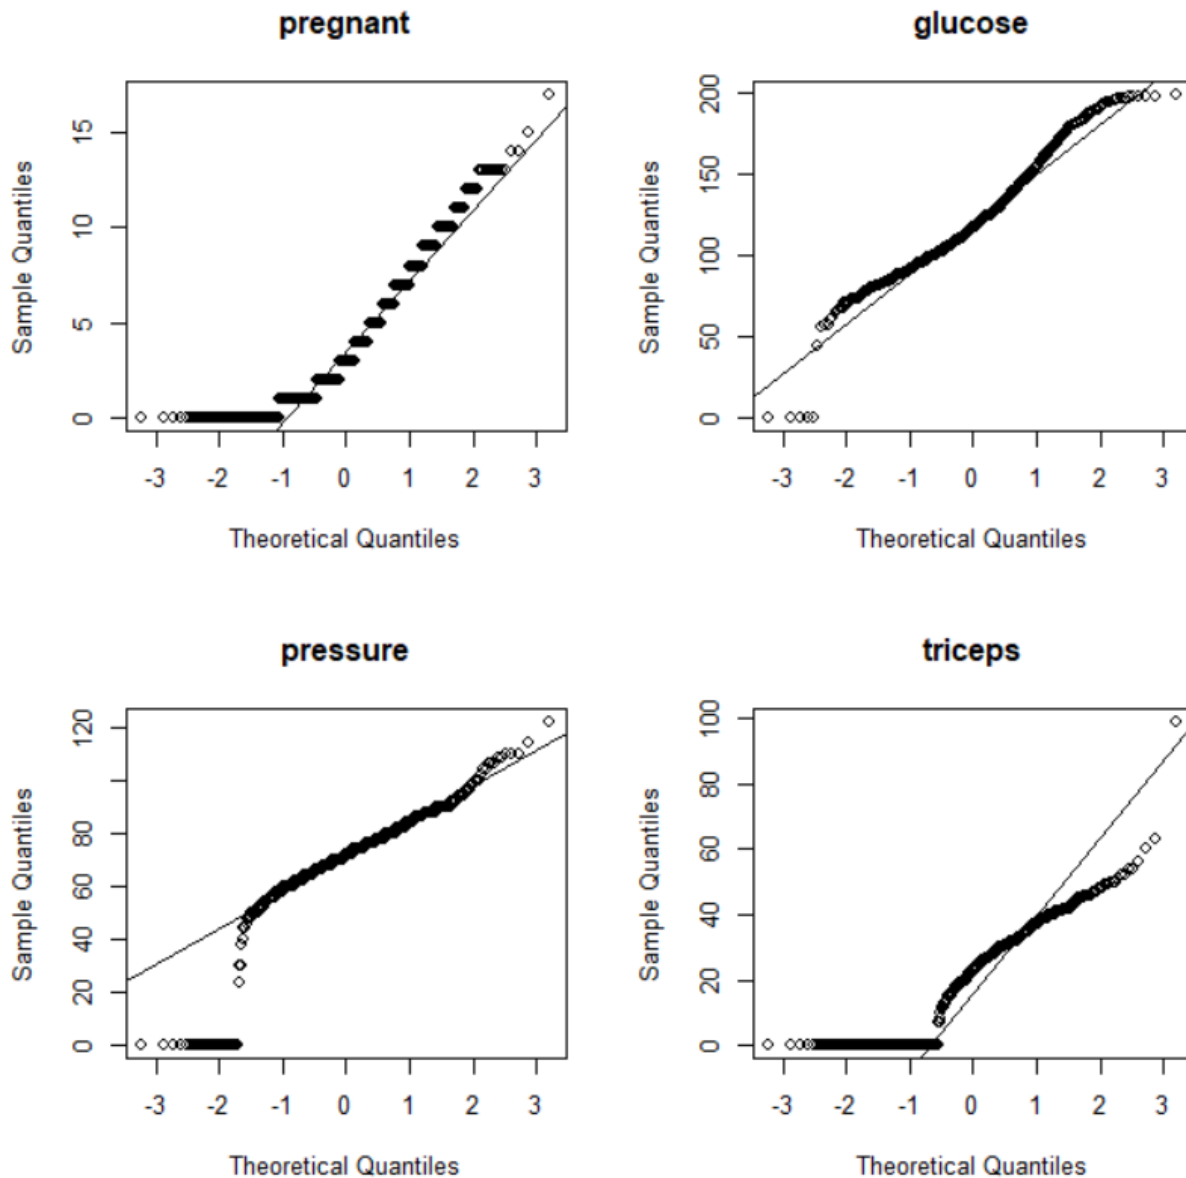 pregnant
Sample Quantiles
15
10
5
0
-3 -2 -1 0 1 2 3
Theoretical Quantiles
glucose
Sample Quantiles
200
150
100
50
0
-3 -2 -1 0 1 2 3
Theoretical Quantiles
pressure
Sample Quantiles
120
80
60
40
20
0
-3 -2 -1 0 1 2 3
Theoretical Quantiles
triceps
Sample Quantiles
100
80
60
40
20
0
-3 -2 -1 0 1 2 3
Theoretical Quantiles